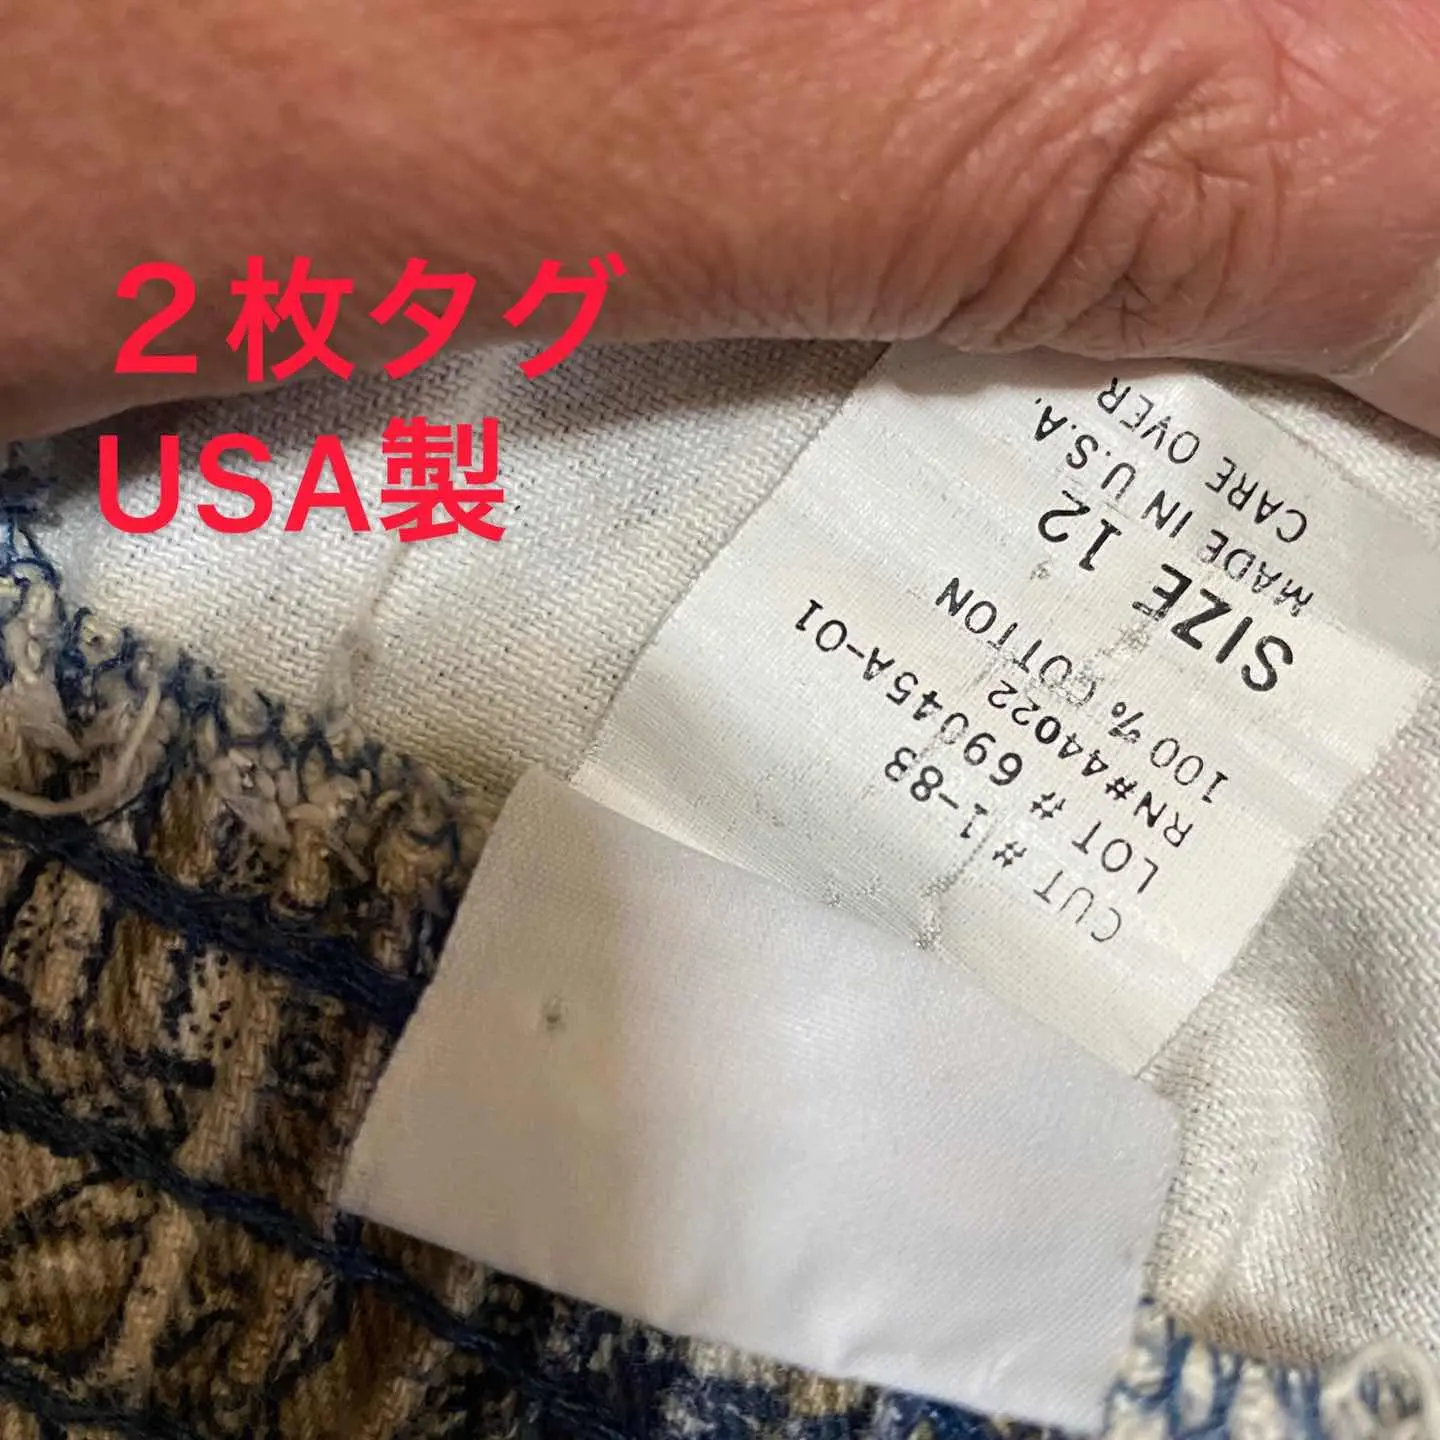 ２枚タグ
USA製
CUT # 1-83
LOT # 69045A-01
RN#44022
100% COTTON
SIZE 12
MADE IN U.S.A.
CARE OVER